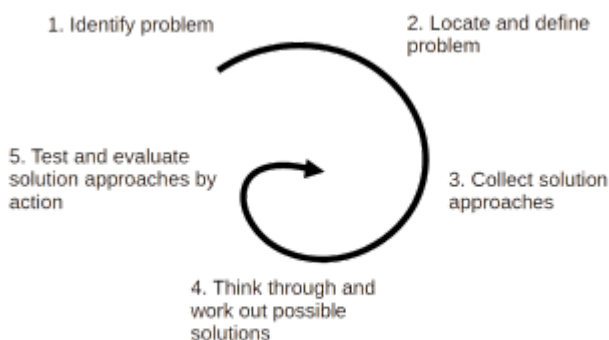 1. Identify problem
2. Locate and define
problem
3. Collect solution
approaches
4. Think through and
work out possible
solutions
5. Test and evaluate
solution approaches by
action